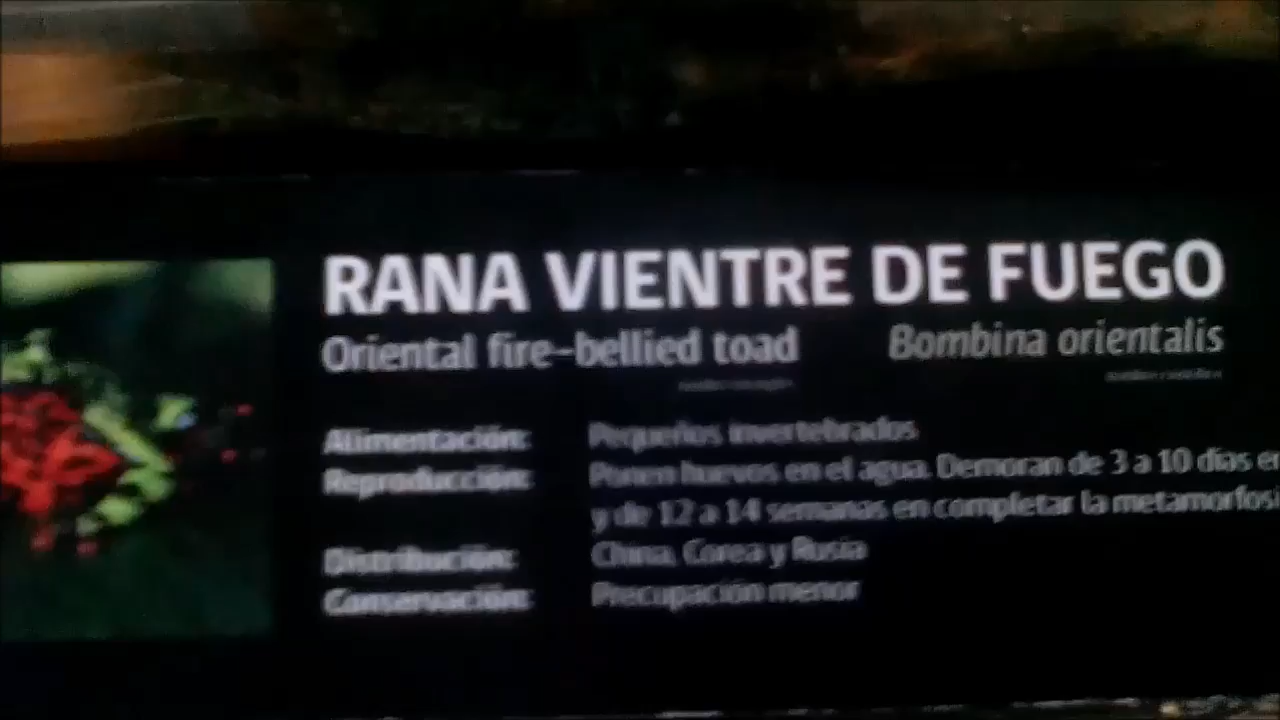 RANA VIENTRE DE FUEGO
Oriental fire-bellied toad Bombina orientalis
Alimentación: Pequeños invertebrados
Reproducción: Ponen huevos en el agua. Demoran de 3 a 10 días en
y de 12 a 14 semanas en completar la metamorfosi
Distribución: China, Corea y Rusia
Conservación: Precupación menor